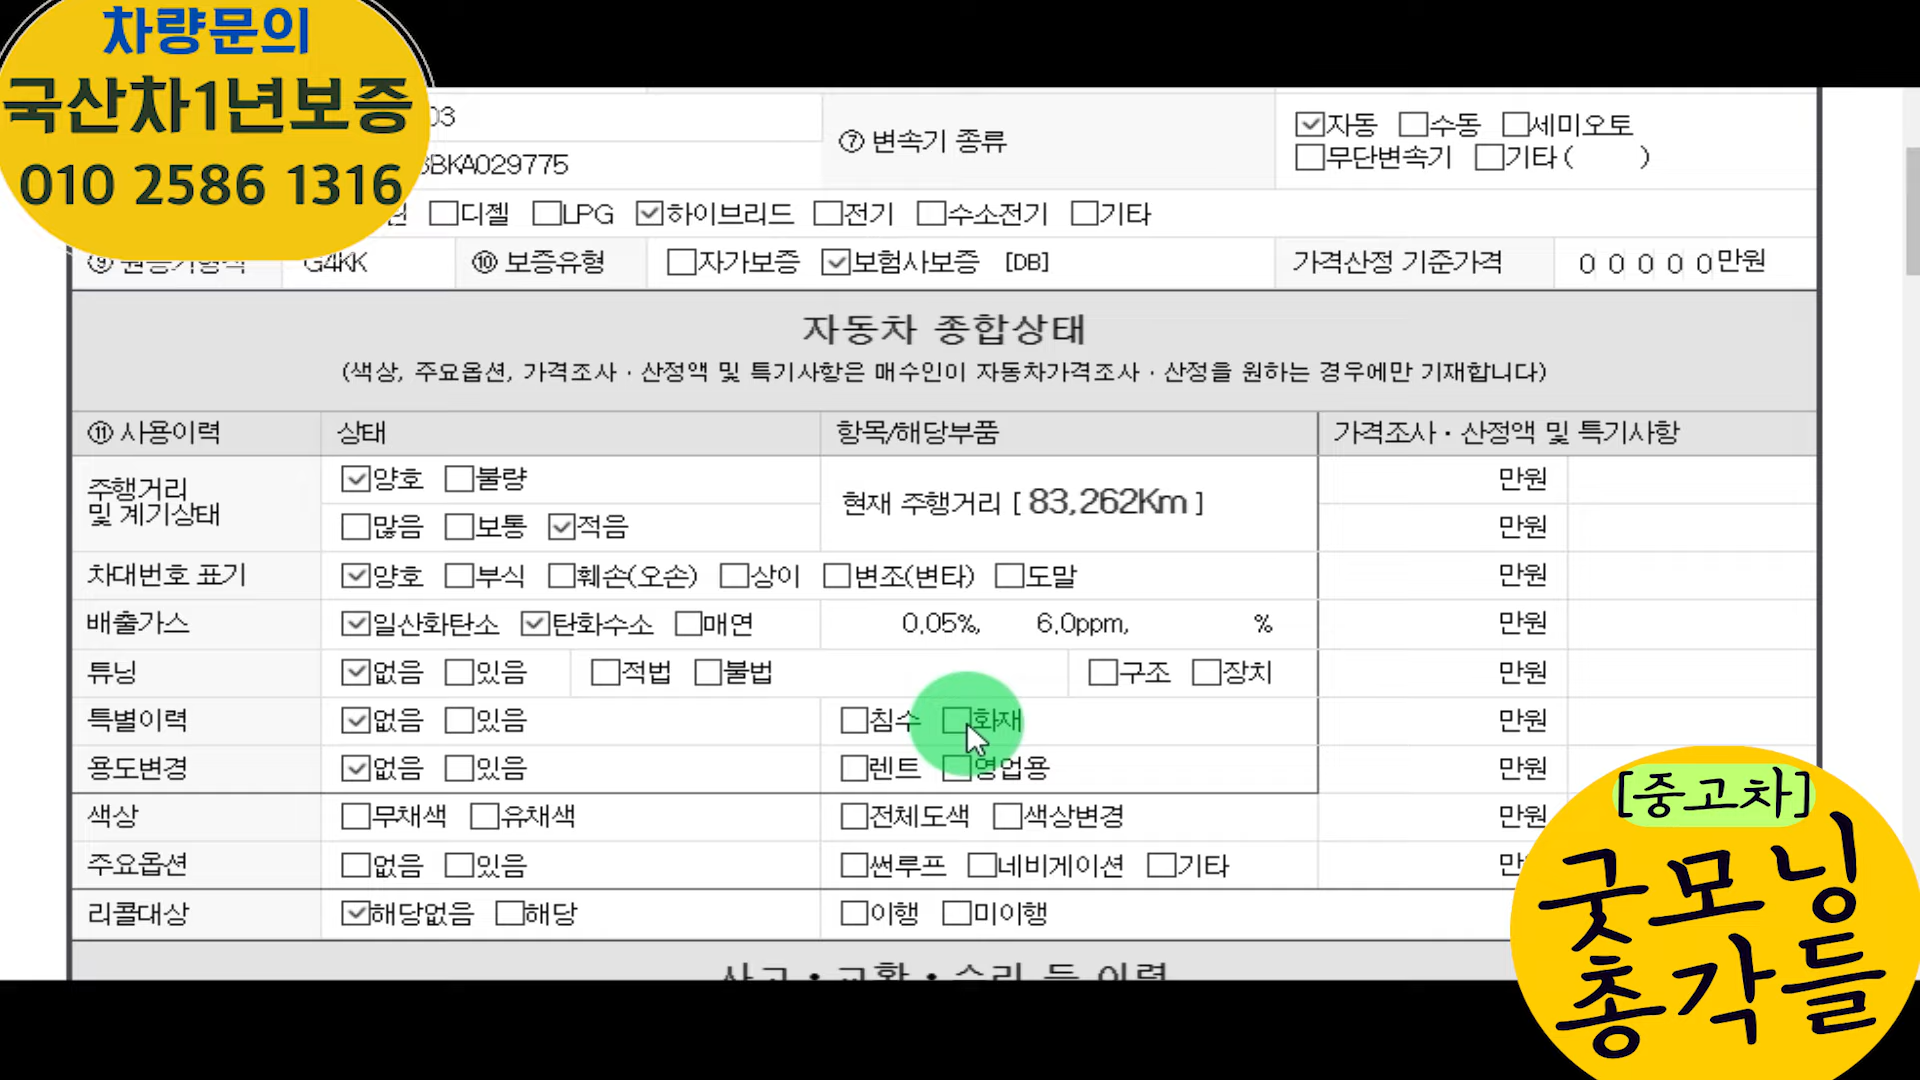 차량문의
국산차1년보증
010 2586 1316
03
BKA029775
⑦ 변속기 종류
자동 수동 세미오토
무단변속기 기타 ( )
디젤 LPG 하이브리드 전기 수소전기 기타
⑨ 원동기형식 G4KK ⑩ 보증유형 자가보증 보험사보증 [DB] 가격산정 기준가격 0 0 0 0 0 만원
자동차 종합상태
(색상, 주요옵션, 가격조사 · 산정액 및 특기사항은 매수인이 자동차가격조사 · 산정을 원하는 경우에만 기재합니다)
⑪ 사용이력 상태 항목/해당부품 가격조사 · 산정액 및 특기사항
주행거리 및 계기상태 양호 불량 현재 주행거리 [ 83,262Km ] 만원
많음 보통 적음 만원
차대번호 표기 양호 부식 훼손(오손) 상이 변조(변타) 도말 만원
배출가스 일산화탄소 탄화수소 매연 0.05%, 6.0ppm, % 만원
튜닝 없음 있음 적법 불법 구조 장치 만원
특별이력 없음 있음 침수 화재 만원
용도변경 없음 있음 렌트 영업용 만원
색상 무채색 유채색 전체도색 색상변경 만원
주요옵션 없음 있음 썬루프 네비게이션 기타
리콜대상 해당없음 해당 이행 미이행
사고 · 교환 · 수리 등 이력
[중고차]
굿모닝
총각들